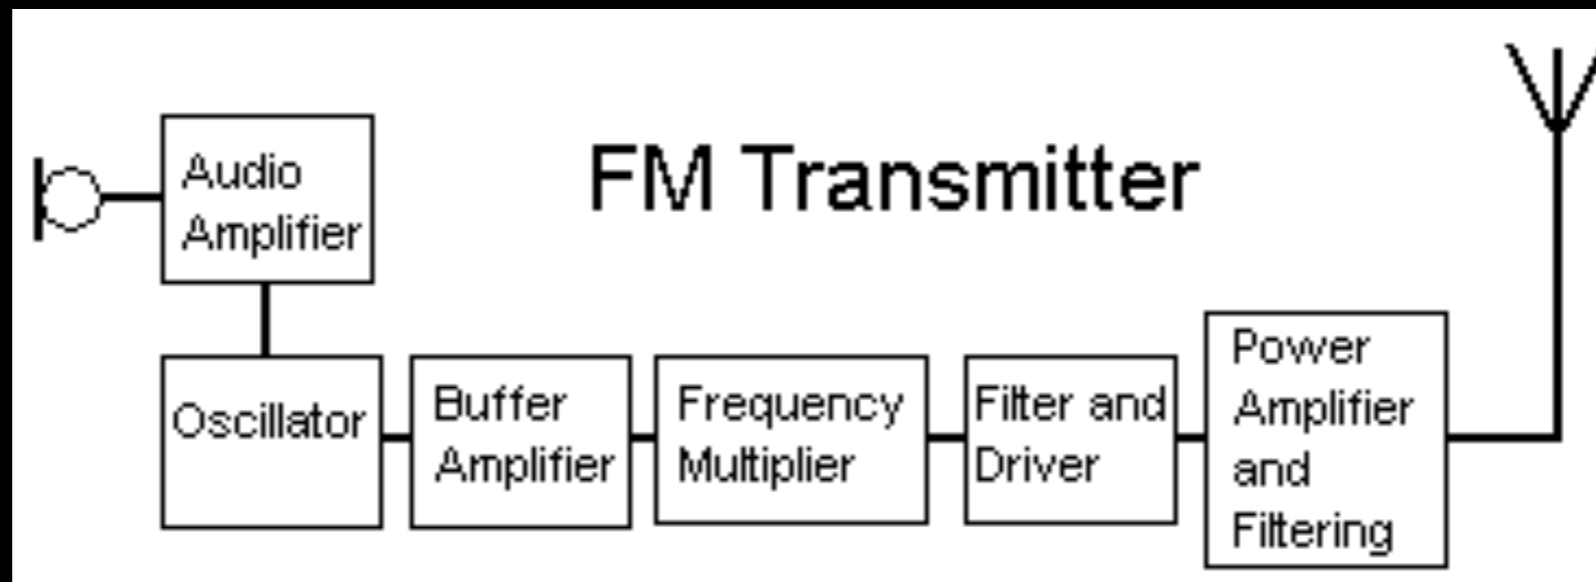 FM Transmitter
Audio
Amplifier
Oscillator
Buffer
Amplifier
Frequency
Multiplier
Filter and
Driver
Power
Amplifier
and
Filtering